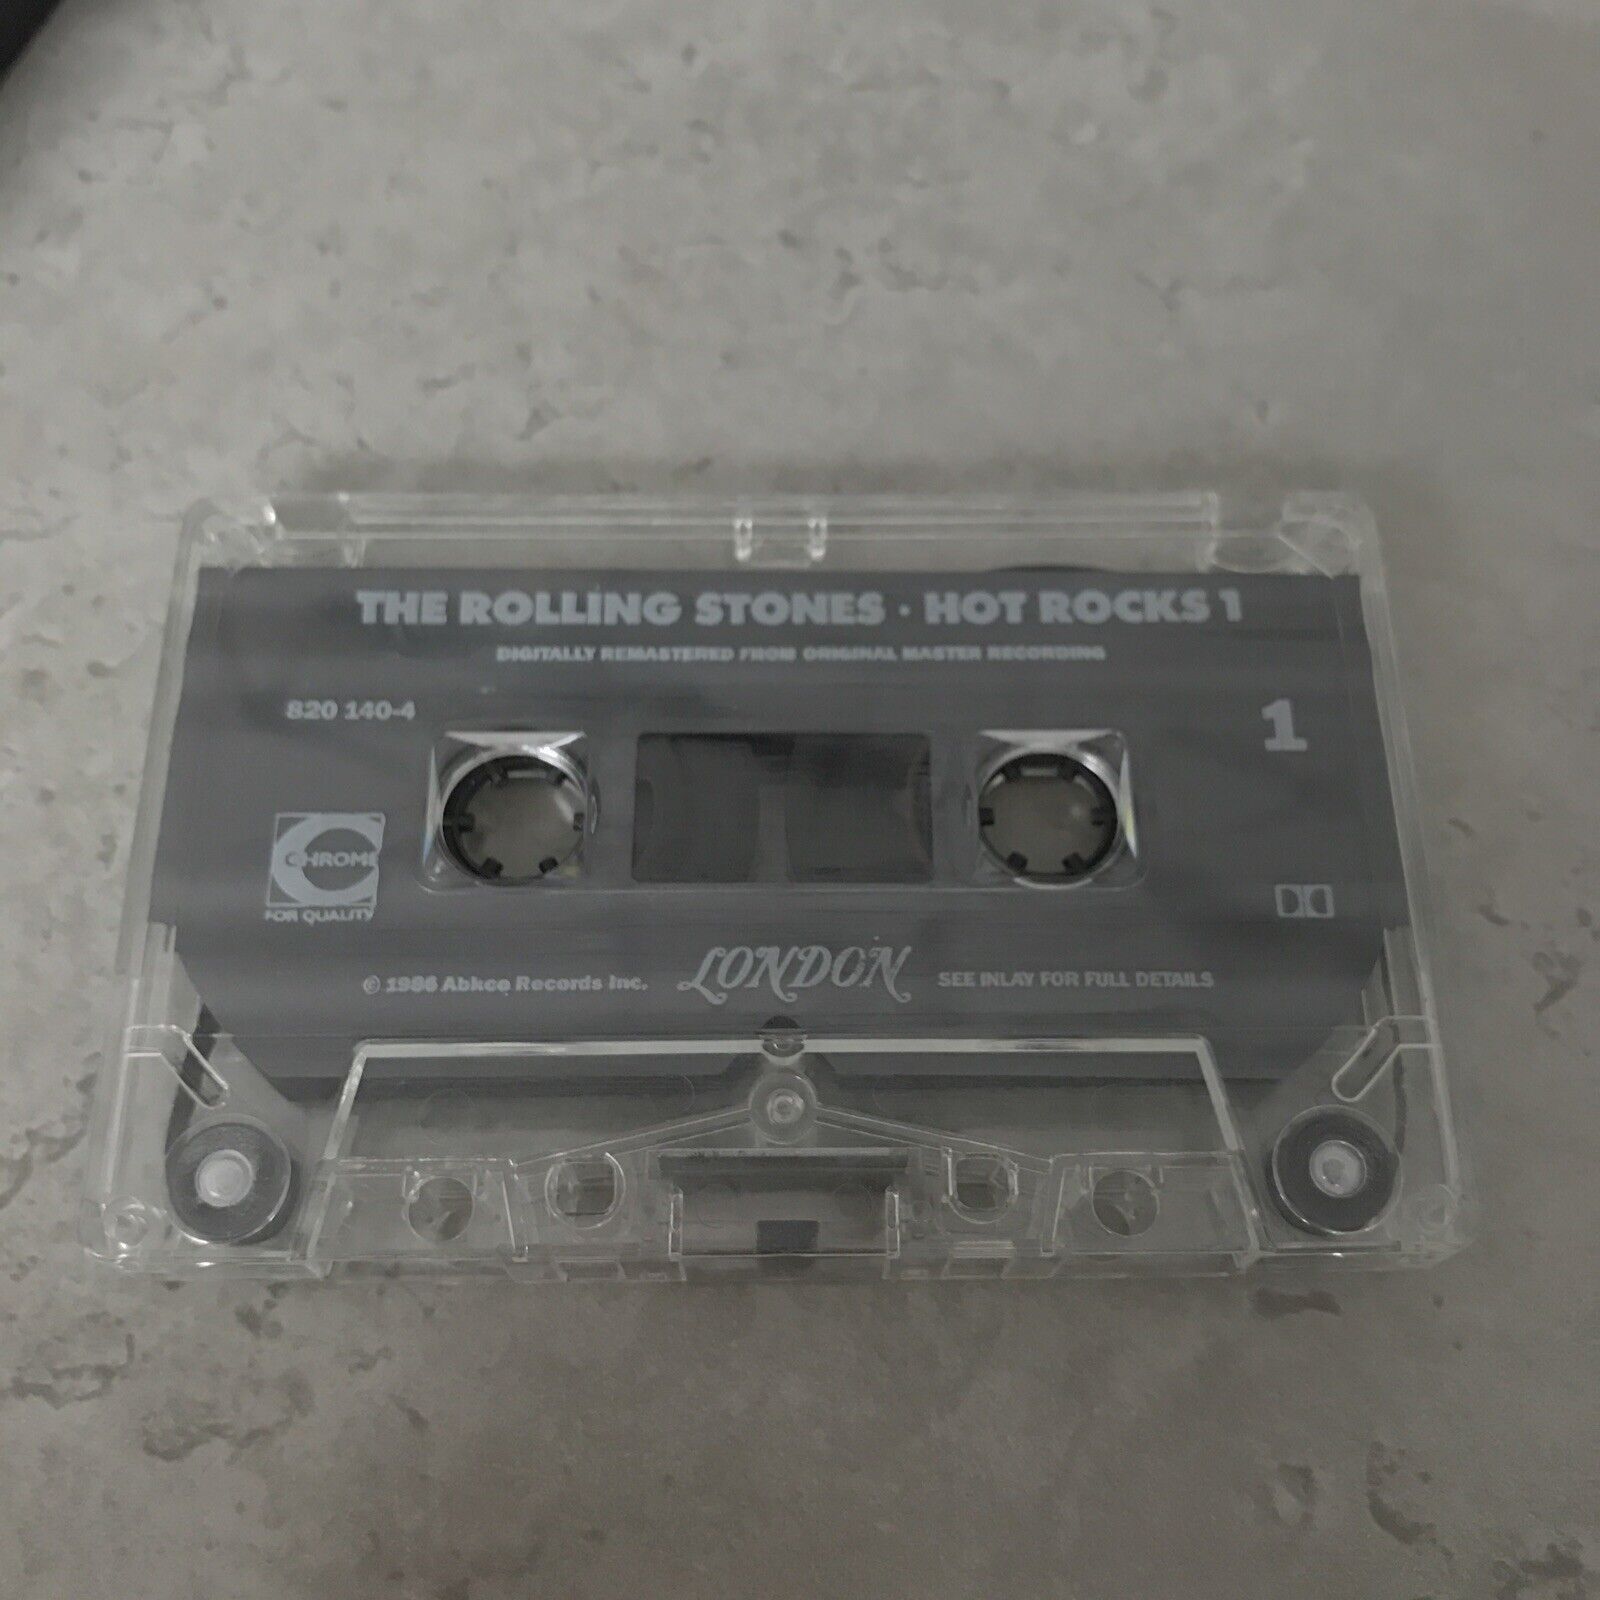 THE ROLLING STONES · HOT ROCKS 1
DIGITALLY REMASTERED FROM ORIGINAL MASTER RECORDING
820 140-4
1
CHROME
FOR QUALITY
© 1986 Abkco Records Inc.
LONDON
SEE INLAY FOR FULL DETAILS